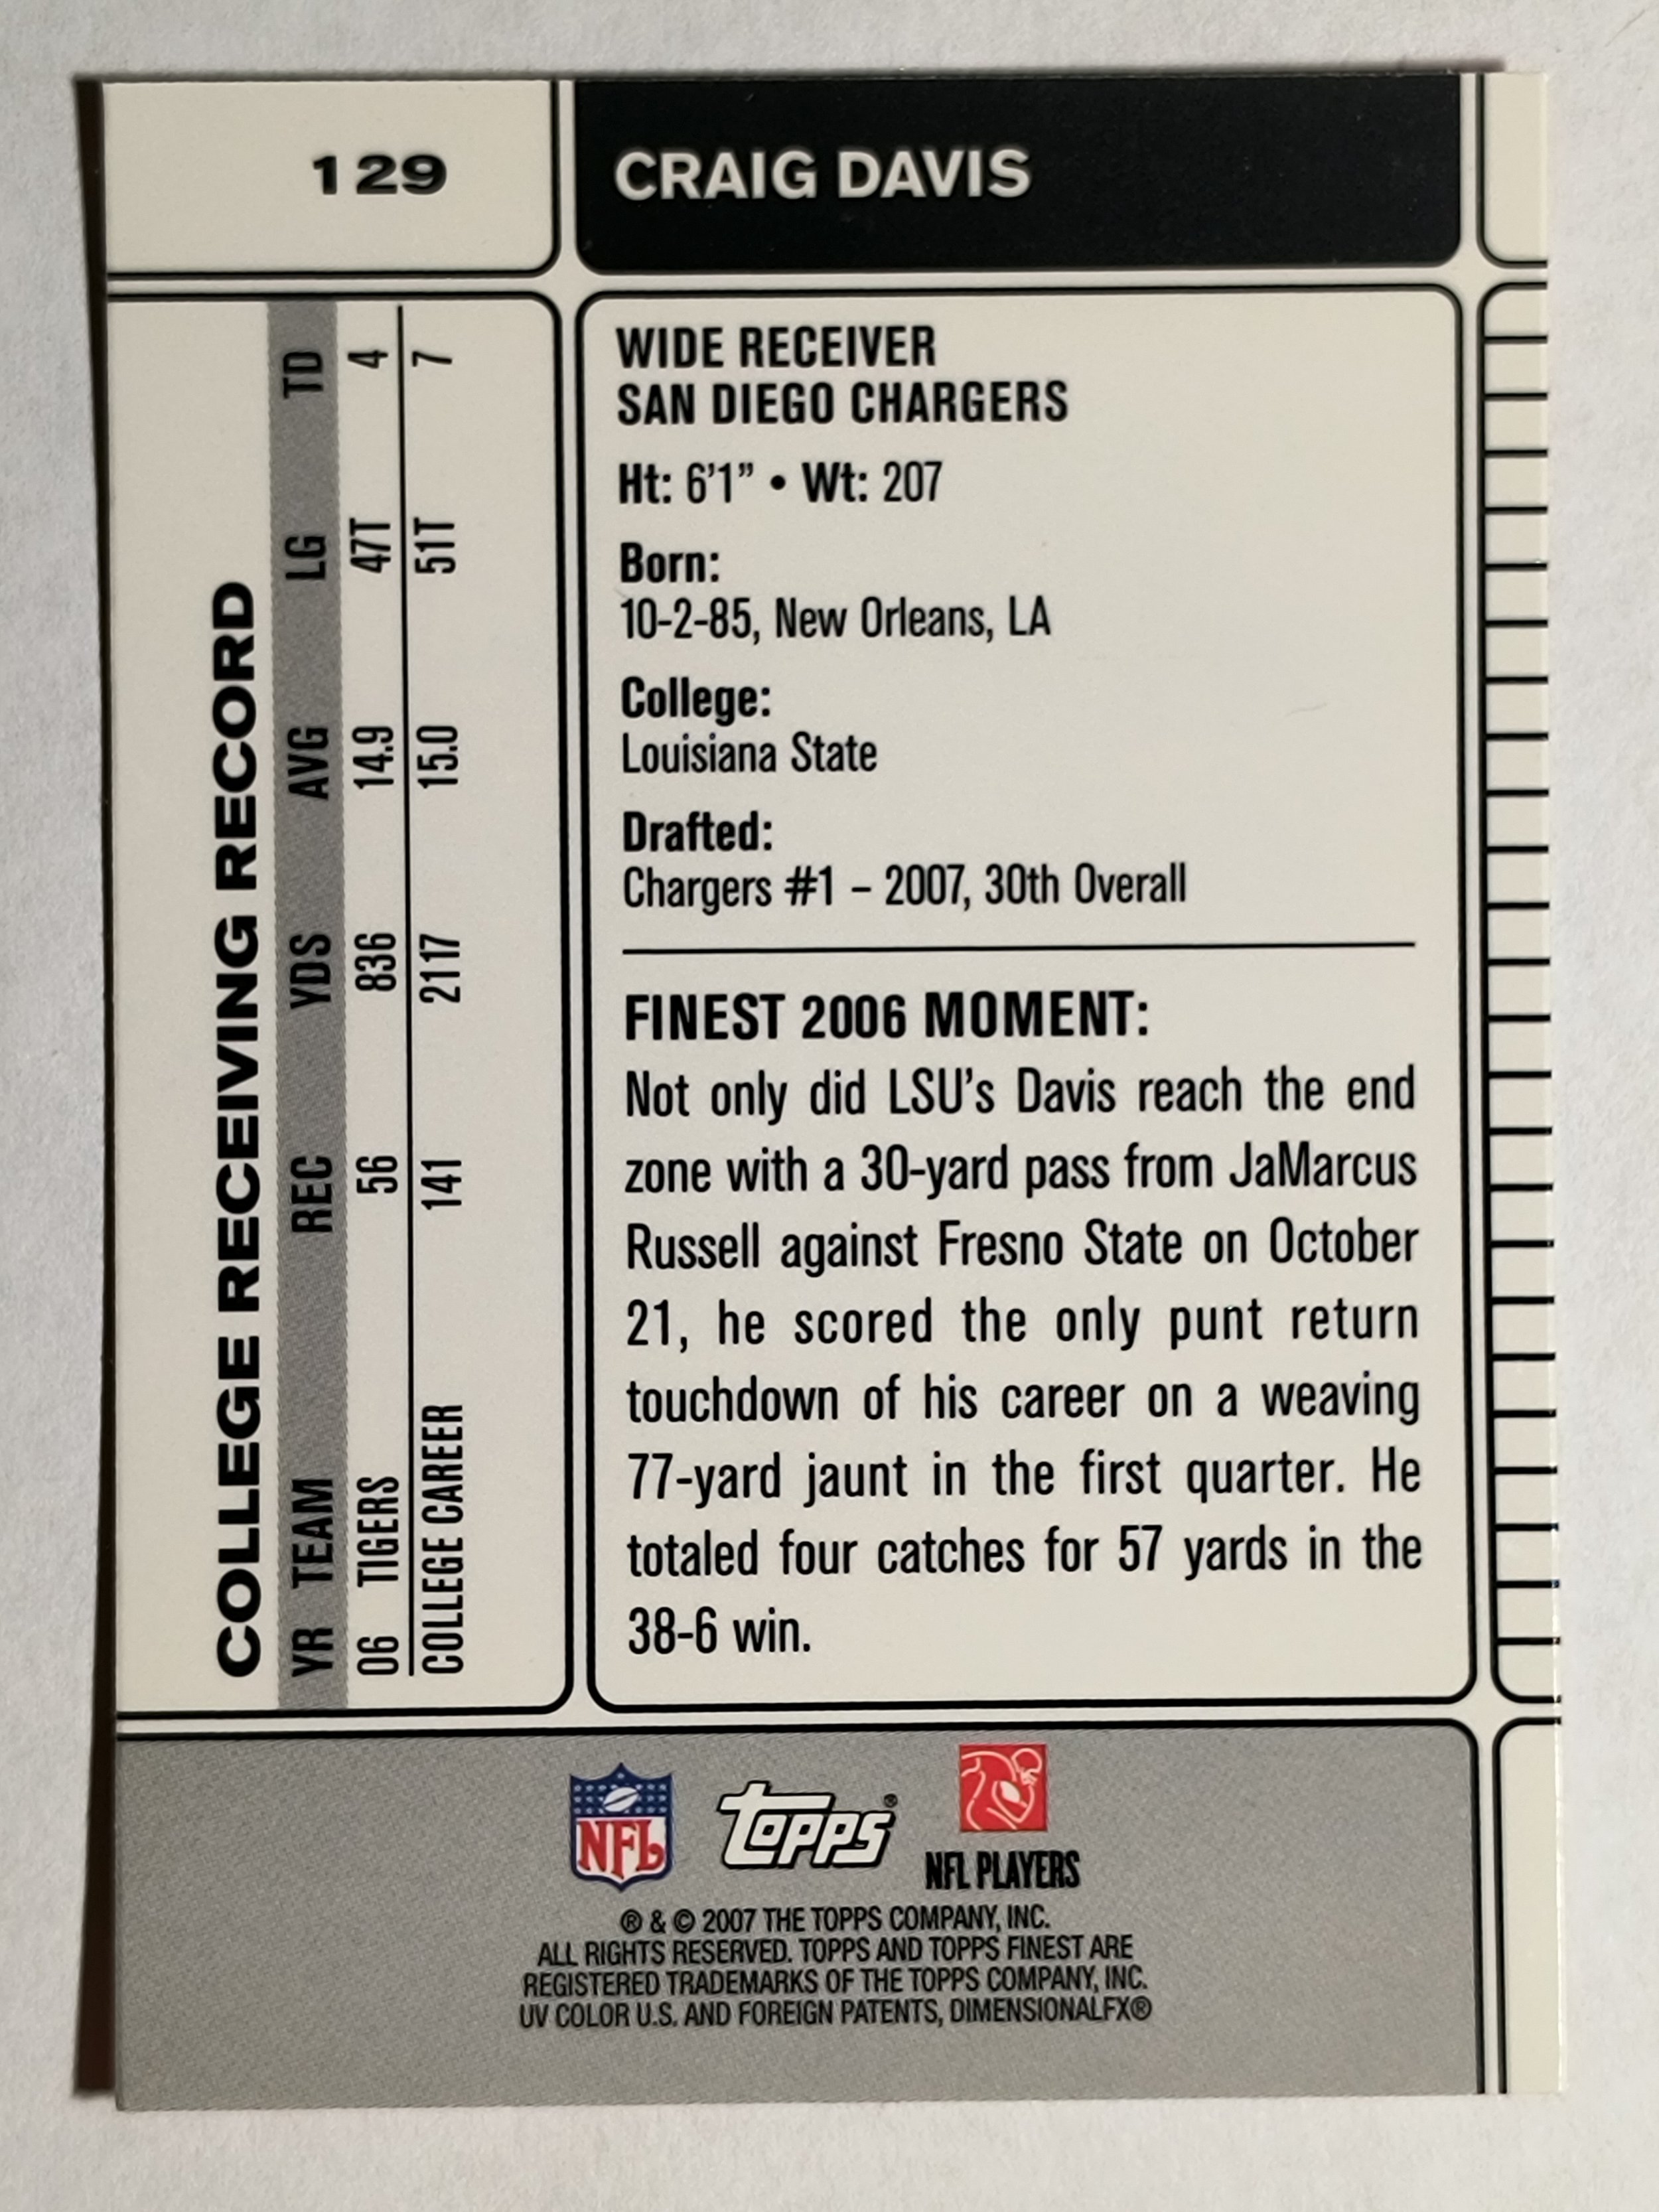 129
CRAIG DAVIS
COLLEGE RECEIVING RECORD
YR TEAM REC YDS AVG LG TD
06 TIGERS 56 836 14.9 47T 4
COLLEGE CAREER 141 2117 15.0 51T 7
WIDE RECEIVER
SAN DIEGO CHARGERS
Ht: 6’1” • Wt: 207
Born:
10-2-85, New Orleans, LA
College:
Louisiana State
Drafted:
Chargers #1 – 2007, 30th Overall
FINEST 2006 MOMENT:
Not only did LSU’s Davis reach the end
zone with a 30-yard pass from JaMarcus
Russell against Fresno State on October
21, he scored the only punt return
touchdown of his career on a weaving
77-yard jaunt in the first quarter. He
totaled four catches for 57 yards in the
38-6 win.
NFL
Topps®
NFL PLAYERS
® & © 2007 THE TOPPS COMPANY, INC.
ALL RIGHTS RESERVED. TOPPS AND TOPPS FINEST ARE
REGISTERED TRADEMARKS OF THE TOPPS COMPANY, INC.
UV COLOR U.S. AND FOREIGN PATENTS, DIMENSIONALFX®